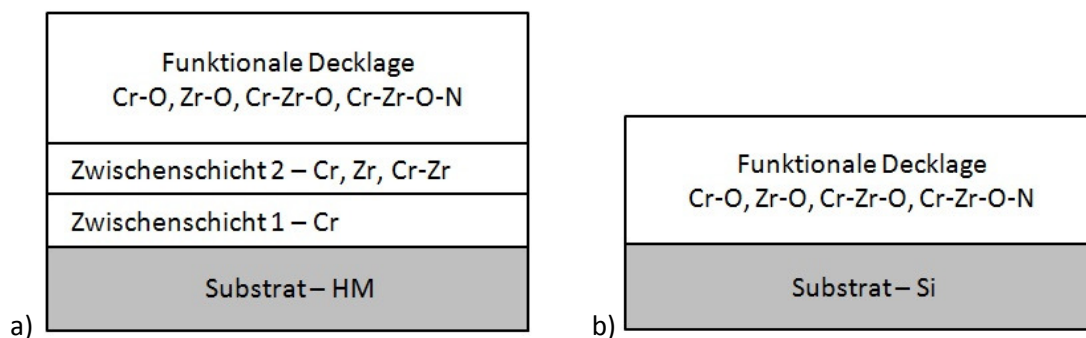 Funktionale Decklage
Cr-O, Zr-O, Cr-Zr-O, Cr-Zr-O-N
Zwischenschicht 2 – Cr, Zr, Cr-Zr
Zwischenschicht 1 – Cr
Substrat – HM
a)
Funktionale Decklage
Cr-O, Zr-O, Cr-Zr-O, Cr-Zr-O-N
Substrat – Si
b)